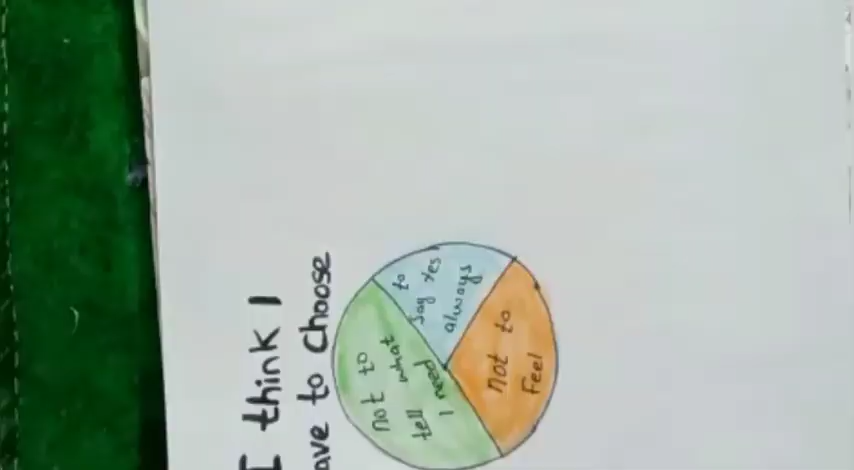 I think I
ave to choose
not to
tell what
I need
to
say yes
always
not to
Feel